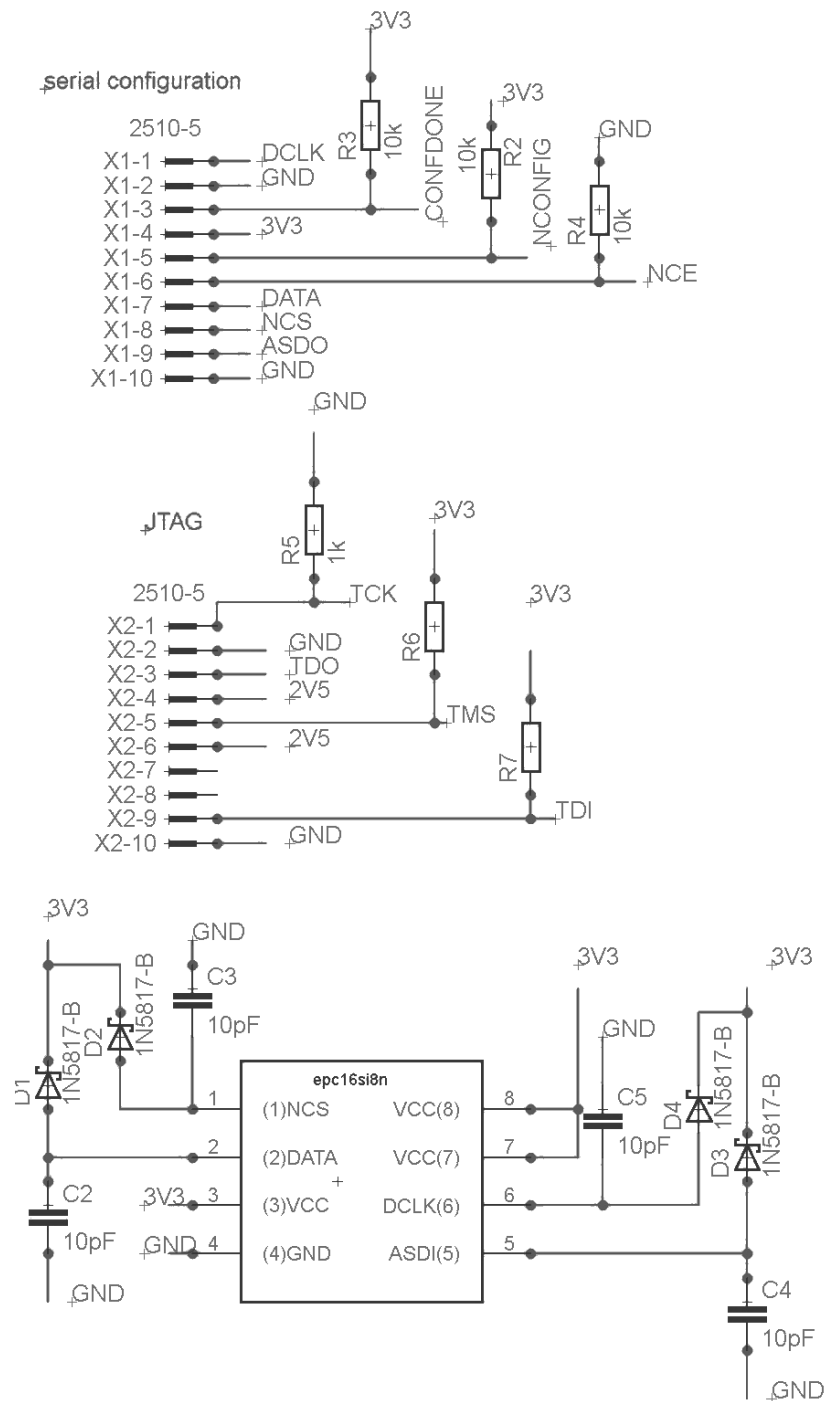 3V3
serial configuration
2510-5
R3
10k
CONFDONE
3V3
10k
R2
NCONFIG
GND
R4
10k
X1-1 DCLK
X1-2 GND
X1-3
X1-4 3V3
X1-5
X1-6 NCE
X1-7 DATA
X1-8 NCS
X1-9 ASDO
X1-10 GND
GND
JTAG
R5
1k
3V3
2510-5
TCK
3V3
R6
X2-1
X2-2 GND
X2-3 TDO
X2-4 2V5
X2-5 TMS
X2-6 2V5
R7
X2-7
X2-8
X2-9 TDI
X2-10 GND
3V3
GND
C3
10pF
D2
1N5817-B
D1
1N5817-B
3V3
3V3
GND
C5
10pF
D4
1N5817-B
D3
1N5817-B
epc16si8n
1 (1)NCS VCC(8) 8
2 (2)DATA VCC(7) 7
3V3 3 (3)VCC DCLK(6) 6
GND 4 (4)GND ASDI(5) 5
C2
10pF
GND
C4
10pF
GND